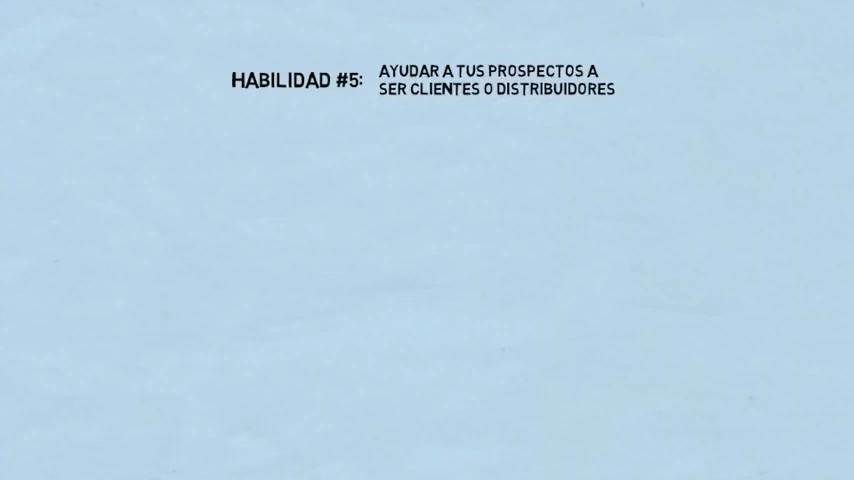 HABILIDAD #5:
AYUDAR A TUS PROSPECTOS A
SER CLIENTES O DISTRIBUIDORES